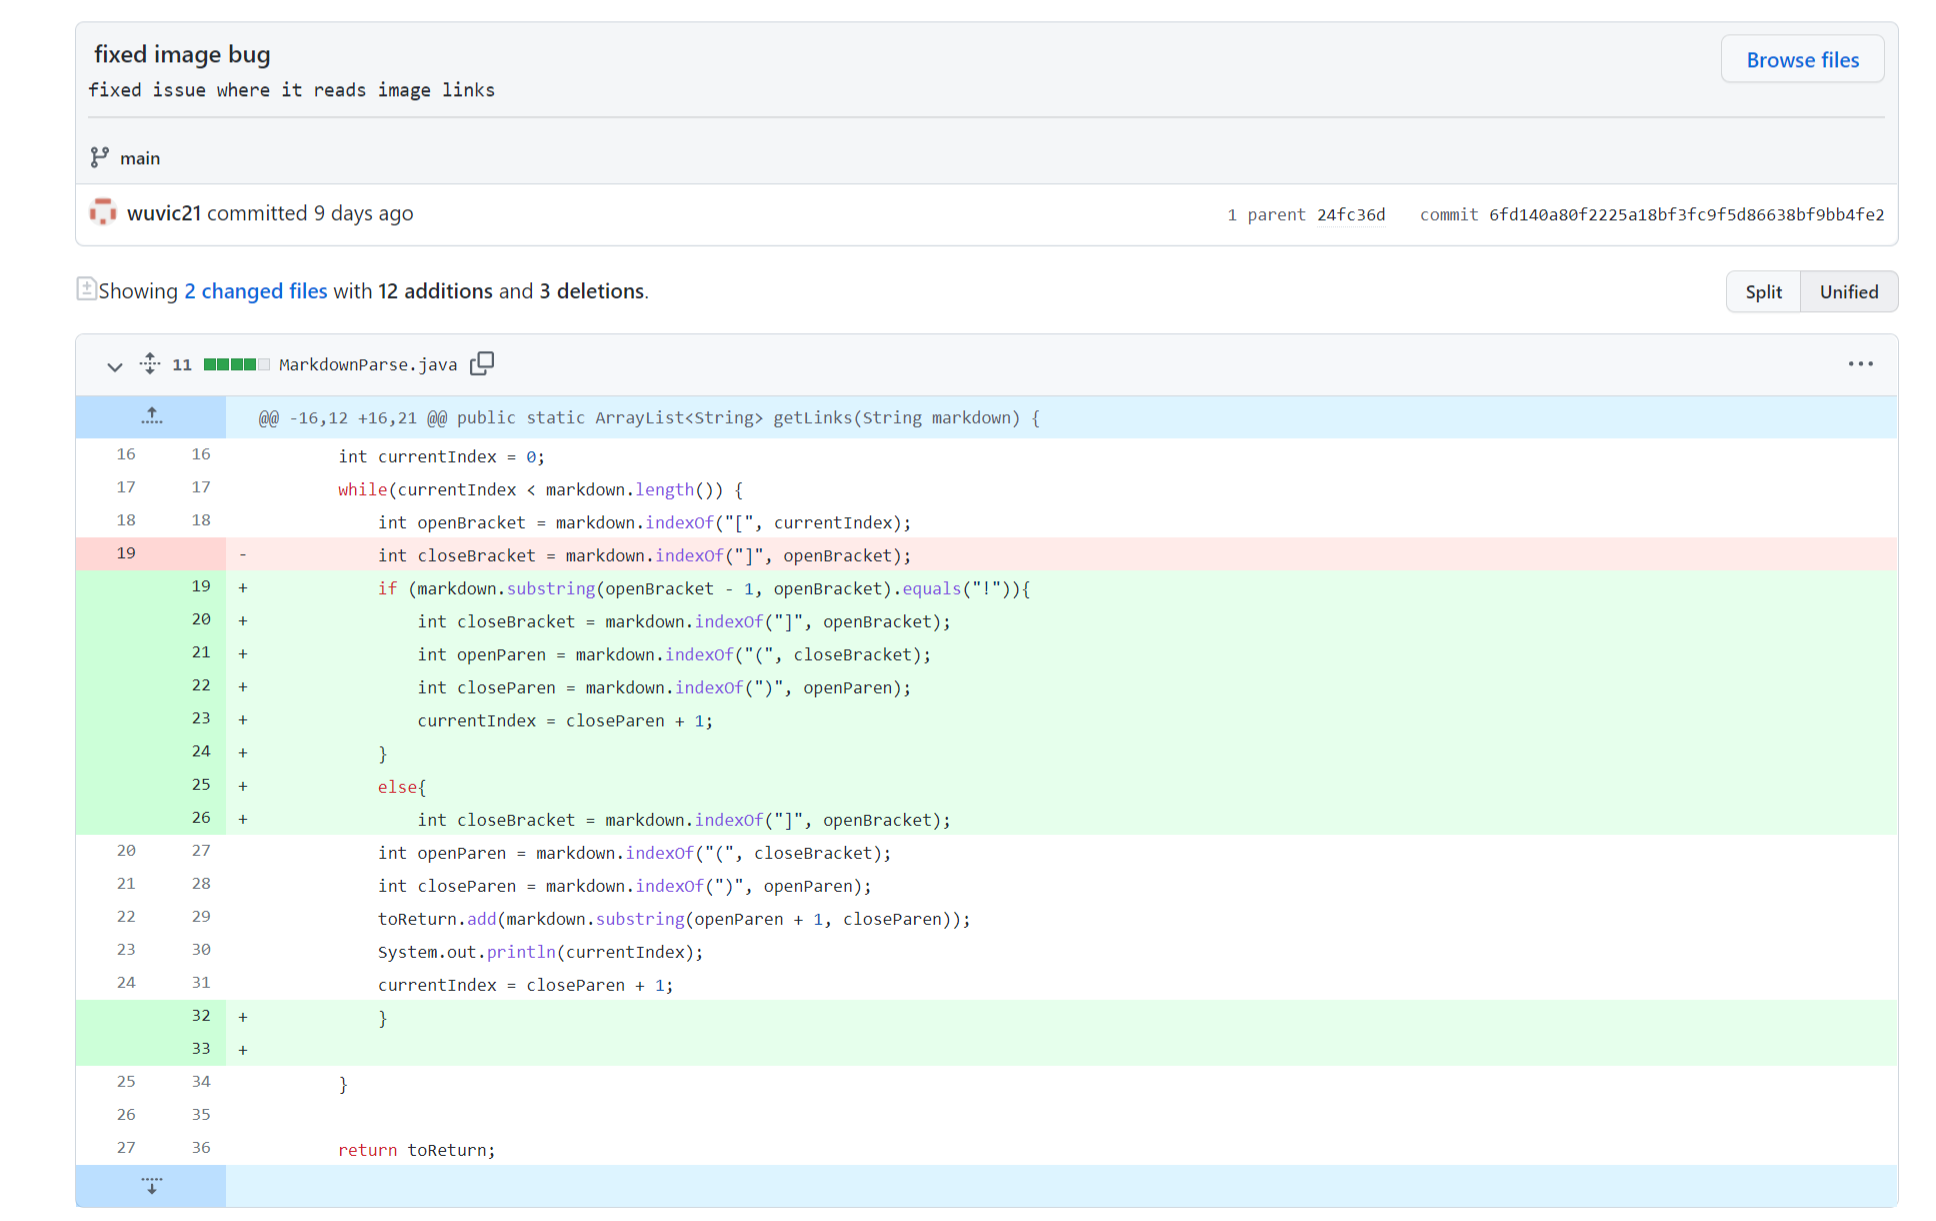 fixed image bug
Browse files
fixed issue where it reads image links
main
wuvic21 committed 9 days ago 1 parent 24fc36d commit 6fd140a80f2225a18bf3fc9f5d86638bf9bb4fe2
Showing 2 changed files with 12 additions and 3 deletions. Split Unified
11 MarkdownParse.java
@@ -16,12 +16,21 @@ public static ArrayList<String> getLinks(String markdown) {
16 16 int currentIndex = 0;
17 17 while(currentIndex < markdown.length()) {
18 18 int openBracket = markdown.indexOf("[", currentIndex);
19 - int closeBracket = markdown.indexOf("]", openBracket);
19 + if (markdown.substring(openBracket - 1, openBracket).equals("!")){
20 + int closeBracket = markdown.indexOf("]", openBracket);
21 + int openParen = markdown.indexOf("(", closeBracket);
22 + int closeParen = markdown.indexOf(")", openParen);
23 + currentIndex = closeParen + 1;
24 + }
25 + else{
26 + int closeBracket = markdown.indexOf("]", openBracket);
20 27 int openParen = markdown.indexOf("(", closeBracket);
21 28 int closeParen = markdown.indexOf(")", openParen);
22 29 toReturn.add(markdown.substring(openParen + 1, closeParen));
23 30 System.out.println(currentIndex);
24 31 currentIndex = closeParen + 1;
32 + }
33 +
25 34 }
26 35
27 36 return toReturn;